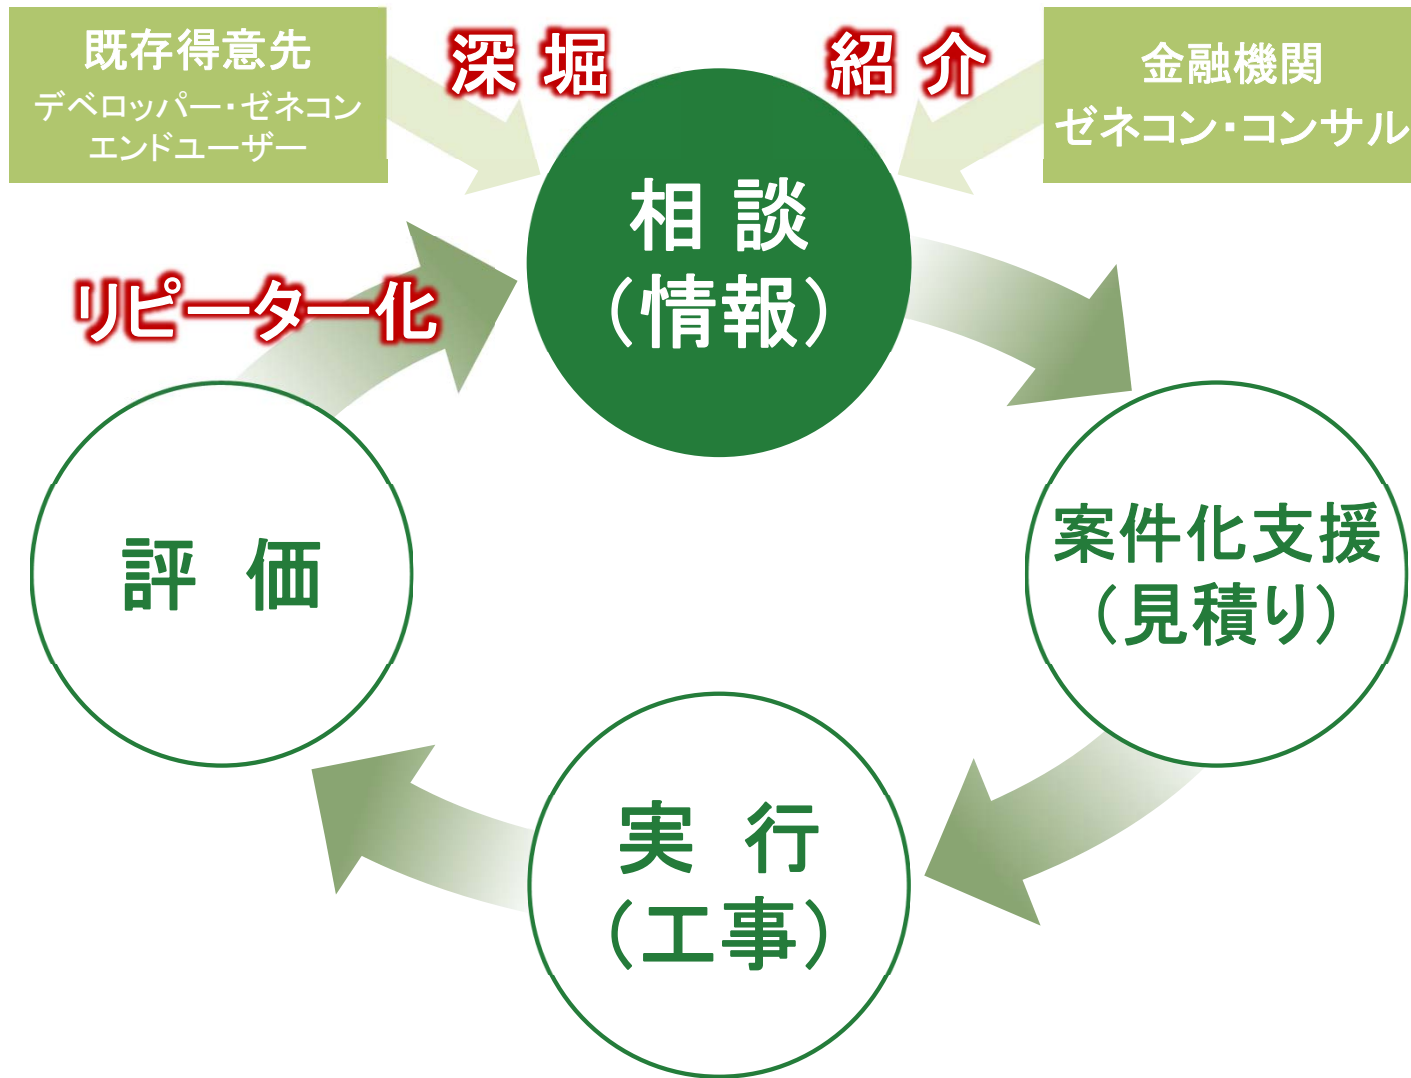 既存得意先
デベロッパー・ゼネコン
エンドユーザー
深 堀
紹 介
金融機関
ゼネコン・コンサル
相 談
（情報）
リピーター化
案件化支援
（見積り）
実 行
（工事）
評 価